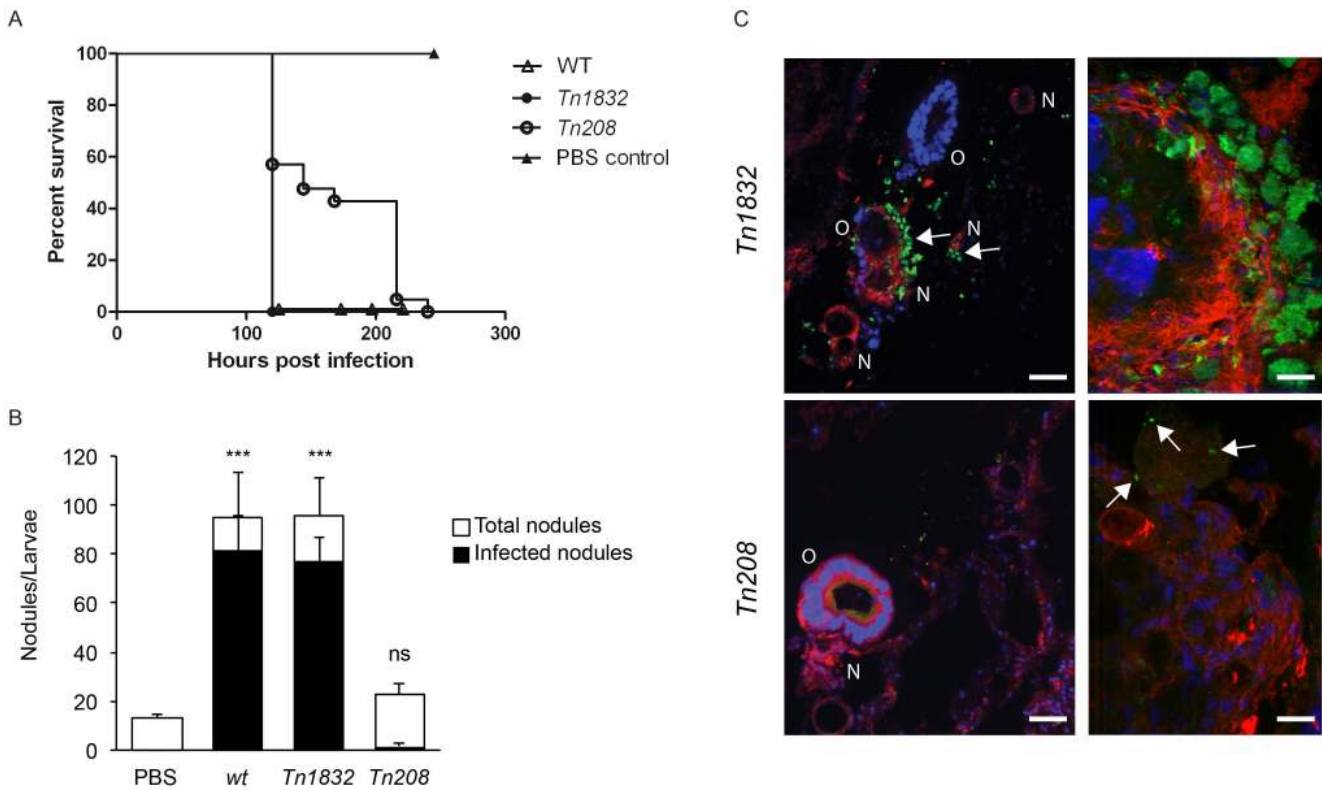 A
Percent survival
100
80
60
40
20
0
0
100
200
300
Hours post infection
WT
Tn1832
Tn208
PBS control
B
Nodules/Larvae
120
100
80
60
40
20
0
***
***
ns
PBS
wt
Tn1832
Tn208
Total nodules
Infected nodules
C
Tn1832
N
O
O
N
N
N
Tn208
O
N